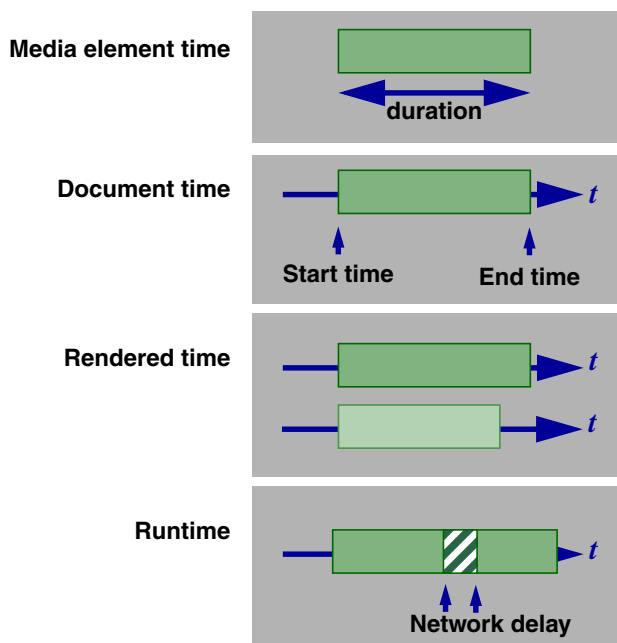 Media element time
duration
Document time
t
Start time
End time
Rendered time
t
t
Runtime
t
Network delay